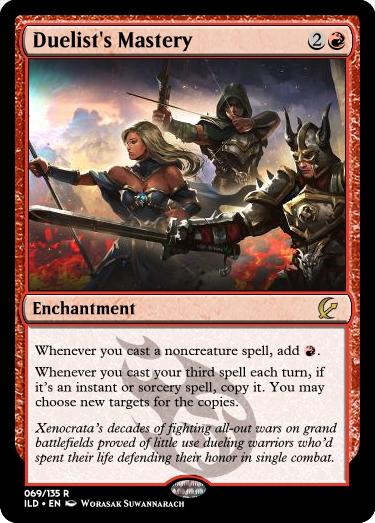 Duelist's Mastery
2
Enchantment
Whenever you cast a noncreature spell, add .
Whenever you cast your third spell each turn, if
it's an instant or sorcery spell, copy it. You may
choose new targets for the copies.
Xenocrata's decades of fighting all-out wars on grand
battlefields proved of little use dueling warriors who'd
spent their life defending their honor in single combat.
069/135 R
ILD • EN Worasak Suwannarach